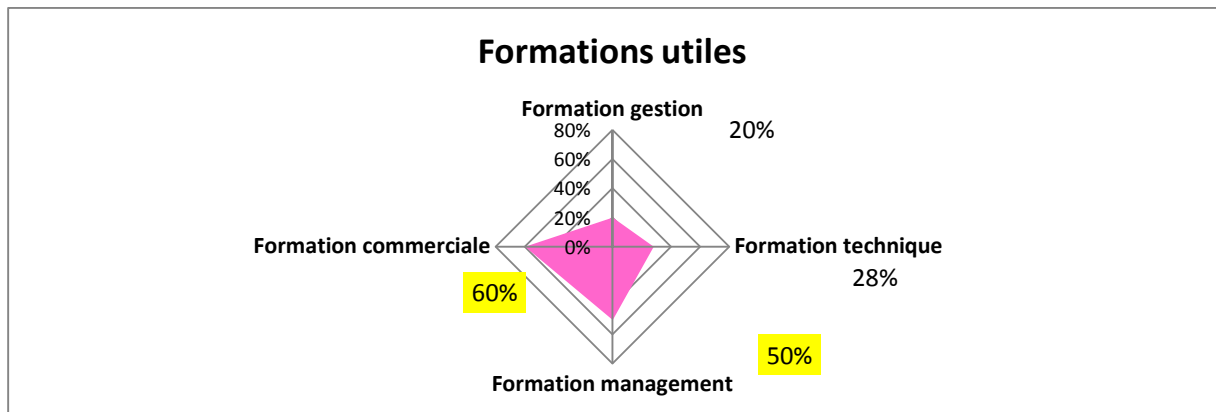 Formations utiles
Formation gestion
80%
20%
60%
40%
20%
0%
Formation commerciale
Formation technique
60%
28%
50%
Formation management